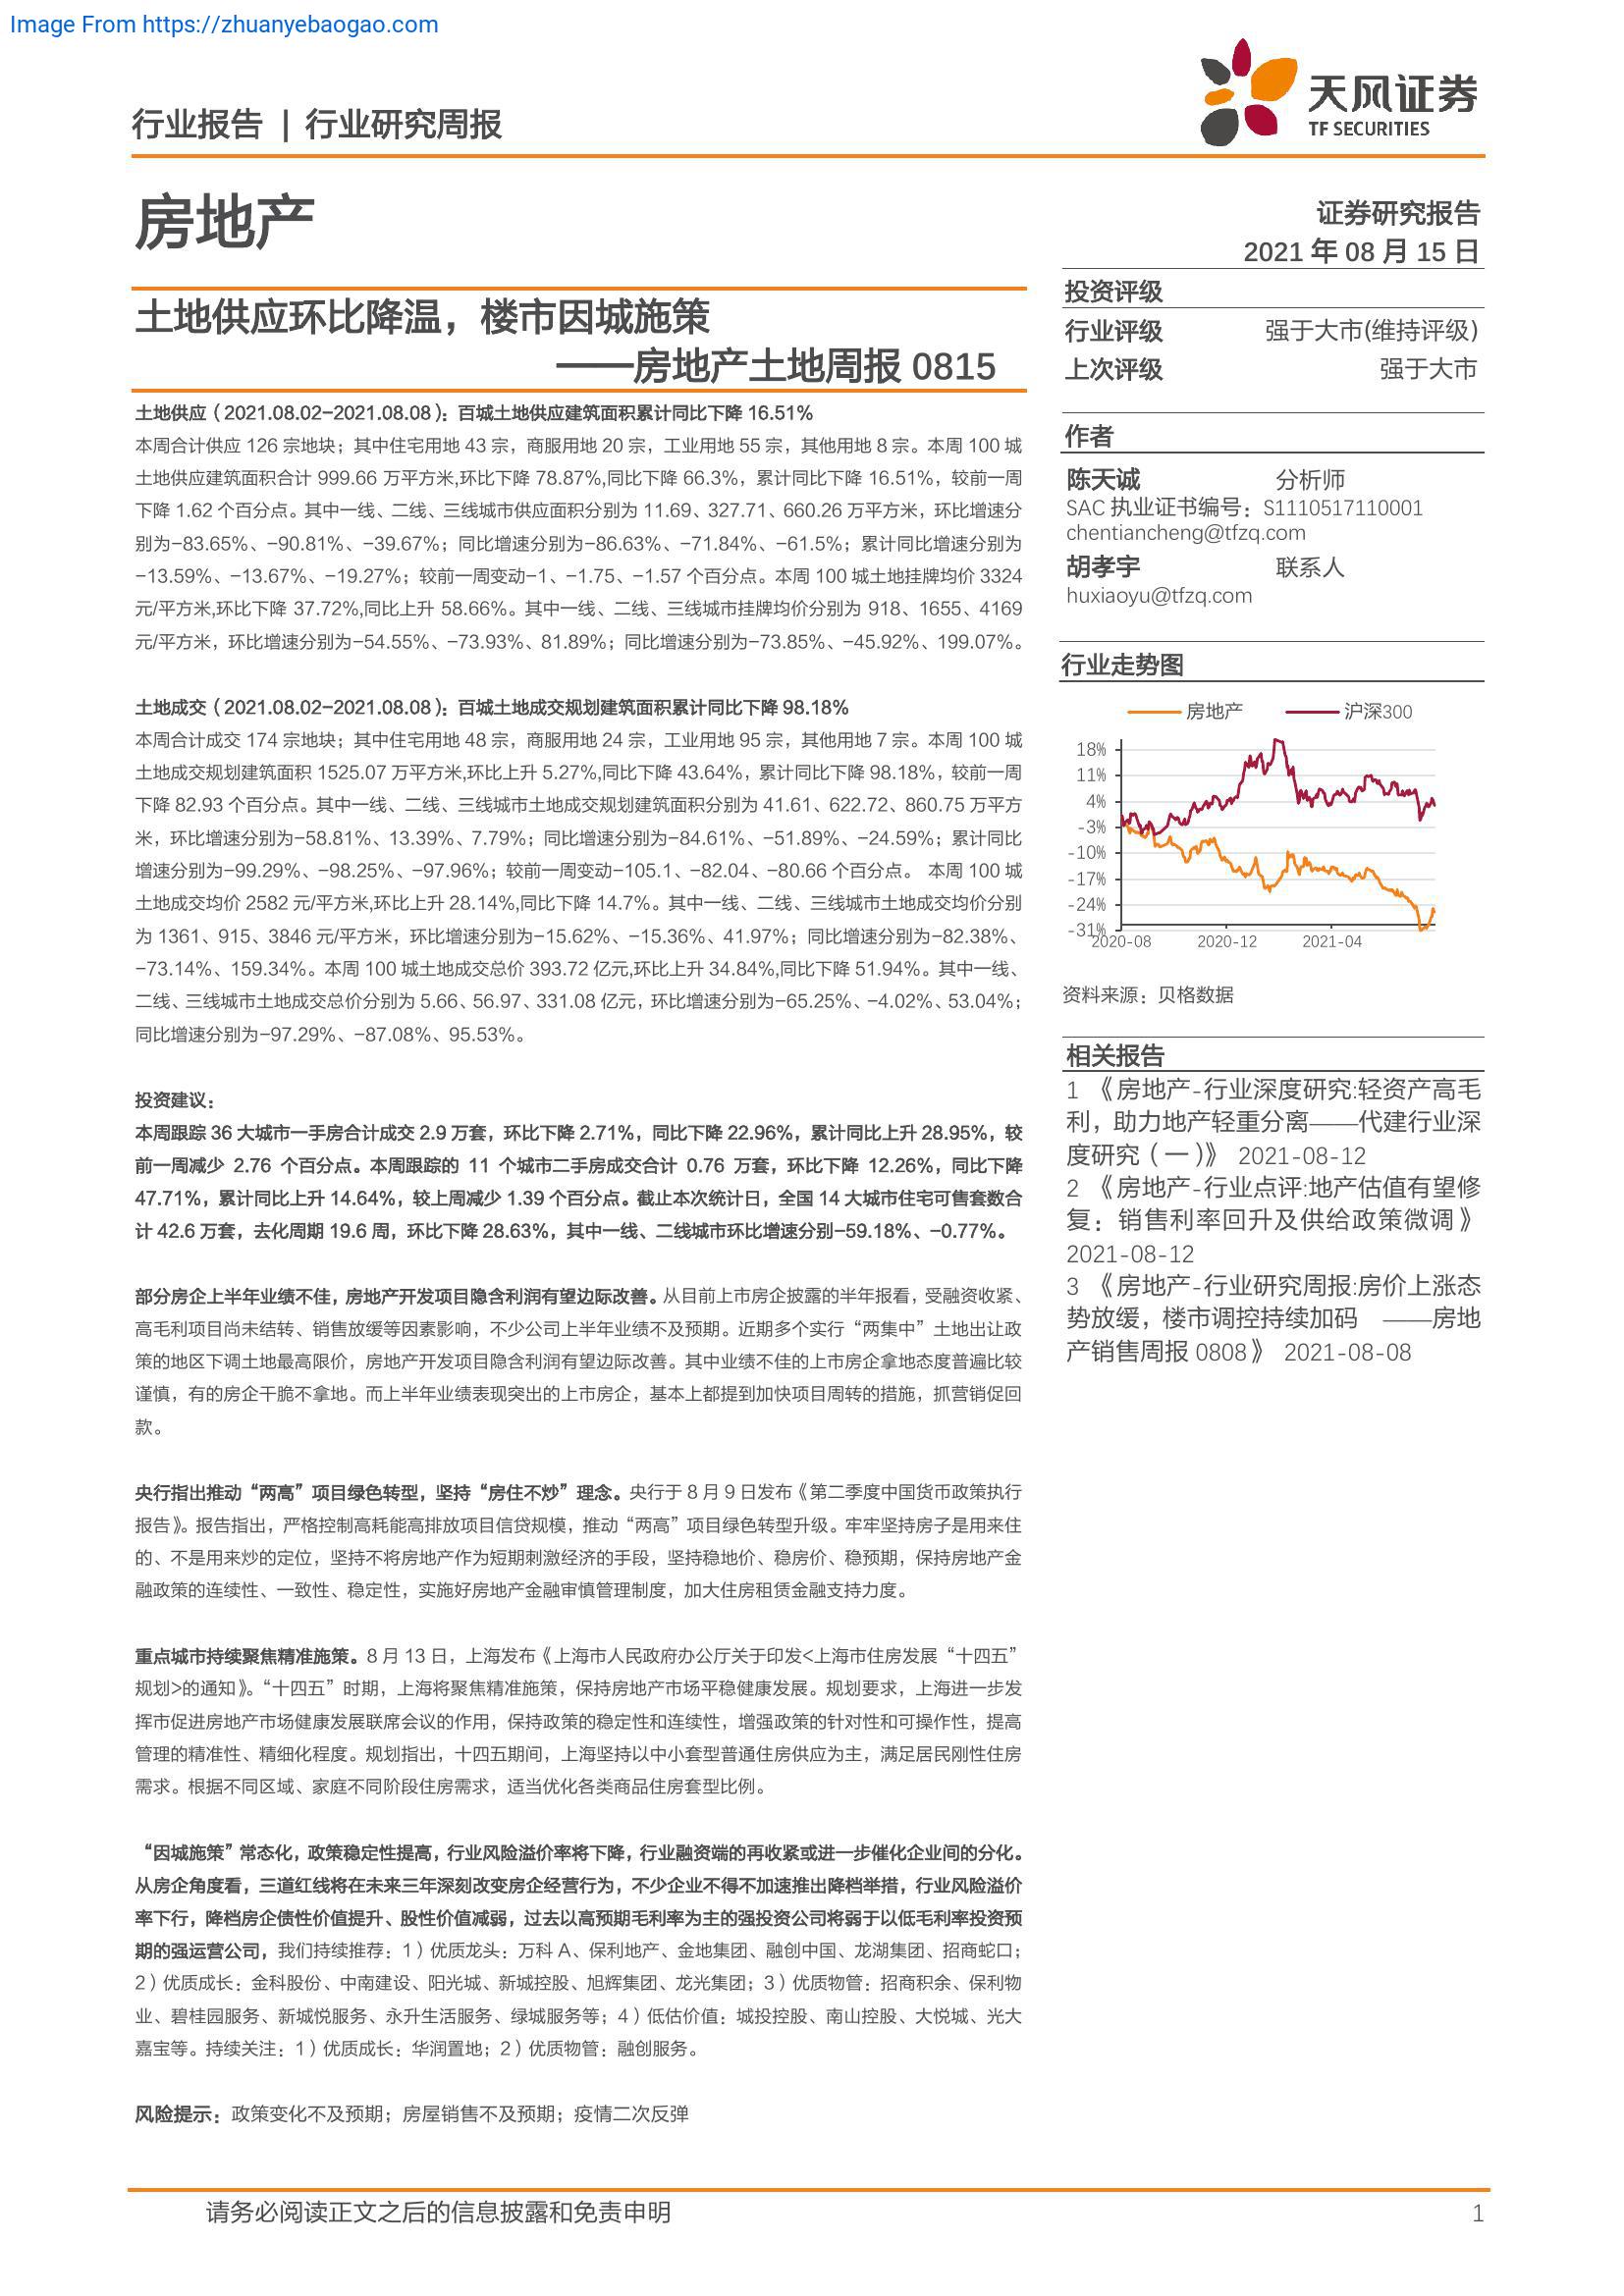 Image From https://zhuanyebaogao.com
行业报告 | 行业研究周报
天风证券
TF SECURITIES
房地产
证券研究报告
2021 年 08 月 15 日
土地供应环比降温，楼市因城施策
——房地产土地周报 0815
土地供应（2021.08.02-2021.08.08）：百城土地供应建筑面积累计同比下降 16.51%
本周合计供应 126 宗地块；其中住宅用地 43 宗，商服用地 20 宗，工业用地 55 宗，其他用地 8 宗。本周 100 城
土地供应建筑面积合计 999.66 万平方米,环比下降 78.87%,同比下降 66.3%，累计同比下降 16.51%，较前一周
下降 1.62 个百分点。其中一线、二线、三线城市供应面积分别为 11.69、327.71、660.26 万平方米，环比增速分
别为-83.65%、-90.81%、-39.67%；同比增速分别为-86.63%、-71.84%、-61.5%；累计同比增速分别为
-13.59%、-13.67%、-19.27%；较前一周变动-1、-1.75、-1.57 个百分点。本周 100 城土地挂牌均价 3324
元/平方米,环比下降 37.72%,同比上升 58.66%。其中一线、二线、三线城市挂牌均价分别为 918、1655、4169
元/平方米，环比增速分别为-54.55%、-73.93%、81.89%；同比增速分别为-73.85%、-45.92%、199.07%。
土地成交（2021.08.02-2021.08.08）：百城土地成交规划建筑面积累计同比下降 98.18%
本周合计成交 174 宗地块；其中住宅用地 48 宗，商服用地 24 宗，工业用地 95 宗，其他用地 7 宗。本周 100 城
土地成交规划建筑面积 1525.07 万平方米,环比上升 5.27%,同比下降 43.64%，累计同比下降 98.18%，较前一周
下降 82.93 个百分点。其中一线、二线、三线城市土地成交规划建筑面积分别为 41.61、622.72、860.75 万平方
米，环比增速分别为-58.81%、13.39%、7.79%；同比增速分别为-84.61%、-51.89%、-24.59%；累计同比
增速分别为-99.29%、-98.25%、-97.96%；较前一周变动-105.1、-82.04、-80.66 个百分点。 本周 100 城
土地成交均价 2582 元/平方米,环比上升 28.14%,同比下降 14.7%。其中一线、二线、三线城市土地成交均价分别
为 1361、915、3846 元/平方米，环比增速分别为-15.62%、-15.36%、41.97%；同比增速分别为-82.38%、
-73.14%、159.34%。本周 100 城土地成交总价 393.72 亿元,环比上升 34.84%,同比下降 51.94%。其中一线、
二线、三线城市土地成交总价分别为 5.66、56.97、331.08 亿元，环比增速分别为-65.25%、-4.02%、53.04%；
同比增速分别为-97.29%、-87.08%、95.53%。
投资建议：
本周跟踪 36 大城市一手房合计成交 2.9 万套，环比下降 2.71%，同比下降 22.96%，累计同比上升 28.95%，较
前一周减少 2.76 个百分点。本周跟踪的 11 个城市二手房成交合计 0.76 万套，环比下降 12.26%，同比下降
47.71%，累计同比上升 14.64%，较上周减少 1.39 个百分点。截止本次统计日，全国 14 大城市住宅可售套数合
计 42.6 万套，去化周期 19.6 周，环比下降 28.63%，其中一线、二线城市环比增速分别-59.18%、-0.77%。
部分房企上半年业绩不佳，房地产开发项目隐含利润有望边际改善。从目前上市房企披露的半年报看，受融资收紧、
高毛利项目尚未结转、销售放缓等因素影响，不少公司上半年业绩不及预期。近期多个实行“两集中”土地出让政
策的地区下调土地最高限价，房地产开发项目隐含利润有望边际改善。其中业绩不佳的上市房企拿地态度普遍比较
谨慎，有的房企干脆不拿地。而上半年业绩表现突出的上市房企，基本上都提到加快项目周转的措施，抓营销促回
款。
央行指出推动“两高”项目绿色转型，坚持“房住不炒”理念。央行于 8 月 9 日发布《第二季度中国货币政策执行
报告》。报告指出，严格控制高耗能高排放项目信贷规模，推动“两高”项目绿色转型升级。牢牢坚持房子是用来住
的、不是用来炒的定位，坚持不将房地产作为短期刺激经济的手段，坚持稳地价、稳房价、稳预期，保持房地产金
融政策的连续性、一致性、稳定性，实施好房地产金融审慎管理制度，加大住房租赁金融支持力度。
重点城市持续聚焦精准施策。8 月 13 日，上海发布《上海市人民政府办公厅关于印发<上海市住房发展“十四五”
规划>的通知》。“十四五”时期，上海将聚焦精准施策，保持房地产市场平稳健康发展。规划要求，上海进一步发
挥市促进房地产市场健康发展联席会议的作用，保持政策的稳定性和连续性，增强政策的针对性和可操作性，提高
管理的精准性、精细化程度。规划指出，十四五期间，上海坚持以中小套型普通住房供应为主，满足居民刚性住房
需求。根据不同区域、家庭不同阶段住房需求，适当优化各类商品住房套型比例。
“因城施策”常态化，政策稳定性提高，行业风险溢价率将下降，行业融资端的再收紧或进一步催化企业间的分化。
从房企角度看，三道红线将在未来三年深刻改变房企经营行为，不少企业不得不加速推出降档举措，行业风险溢价
率下行，降档房企债性价值提升、股性价值减弱，过去以高预期毛利率为主的强投资公司将弱于以低毛利率投资预
期的强运营公司，我们持续推荐：1）优质龙头：万科 A、保利地产、金地集团、融创中国、龙湖集团、招商蛇口；
2）优质成长：金科股份、中南建设、阳光城、新城控股、旭辉集团、龙光集团；3）优质物管：招商积余、保利物
业、碧桂园服务、新城悦服务、永升生活服务、绿城服务等；4）低估价值：城投控股、南山控股、大悦城、光大
嘉宝等。持续关注：1）优质成长：华润置地；2）优质物管：融创服务。
风险提示：政策变化不及预期；房屋销售不及预期；疫情二次反弹
投资评级
行业评级 强于大市(维持评级)
上次评级 强于大市
作者
陈天诚 分析师
SAC 执业证书编号：S1110517110001
chentiancheng@tfzq.com
胡孝宇 联系人
huxiaoyu@tfzq.com
行业走势图
房地产 沪深300
18%
11%
4%
-3%
-10%
-17%
-24%
-31%
2020-08 2020-12 2021-04
资料来源：贝格数据
相关报告
1 《房地产-行业深度研究:轻资产高毛
利，助力地产轻重分离——代建行业深
度研究（一）》 2021-08-12
2 《房地产-行业点评:地产估值有望修
复：销售利率回升及供给政策微调》
2021-08-12
3 《房地产-行业研究周报:房价上涨态
势放缓，楼市调控持续加码 ——房地
产销售周报 0808》 2021-08-08
请务必阅读正文之后的信息披露和免责申明 1